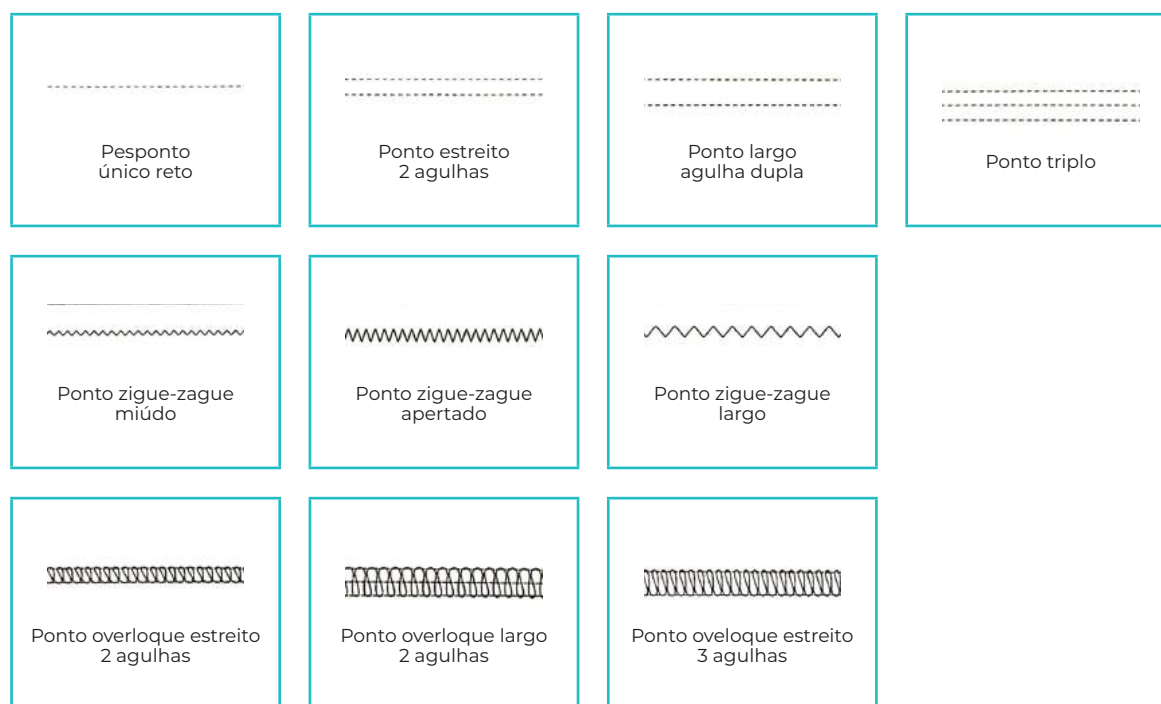 Pesponto
único reto
Ponto estreito
2 agulhas
Ponto largo
agulha dupla
Ponto triplo
Ponto zigue-zague
miúdo
Ponto zigue-zague
apertado
Ponto zigue-zague
largo
Ponto overloque estreito
2 agulhas
Ponto overloque largo
2 agulhas
Ponto oveloque estreito
3 agulhas